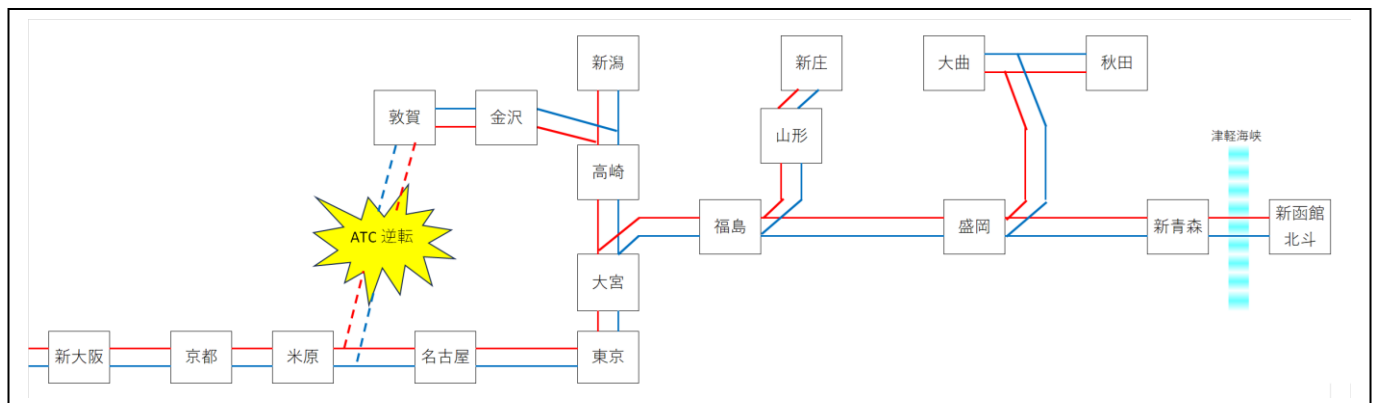 新潟
新庄
大曲
秋田
敦賀
金沢
山形
津軽海峡
高崎
ATC 逆転
福島
盛岡
新青森
新函館
北斗
大宮
新大阪
京都
米原
名古屋
東京